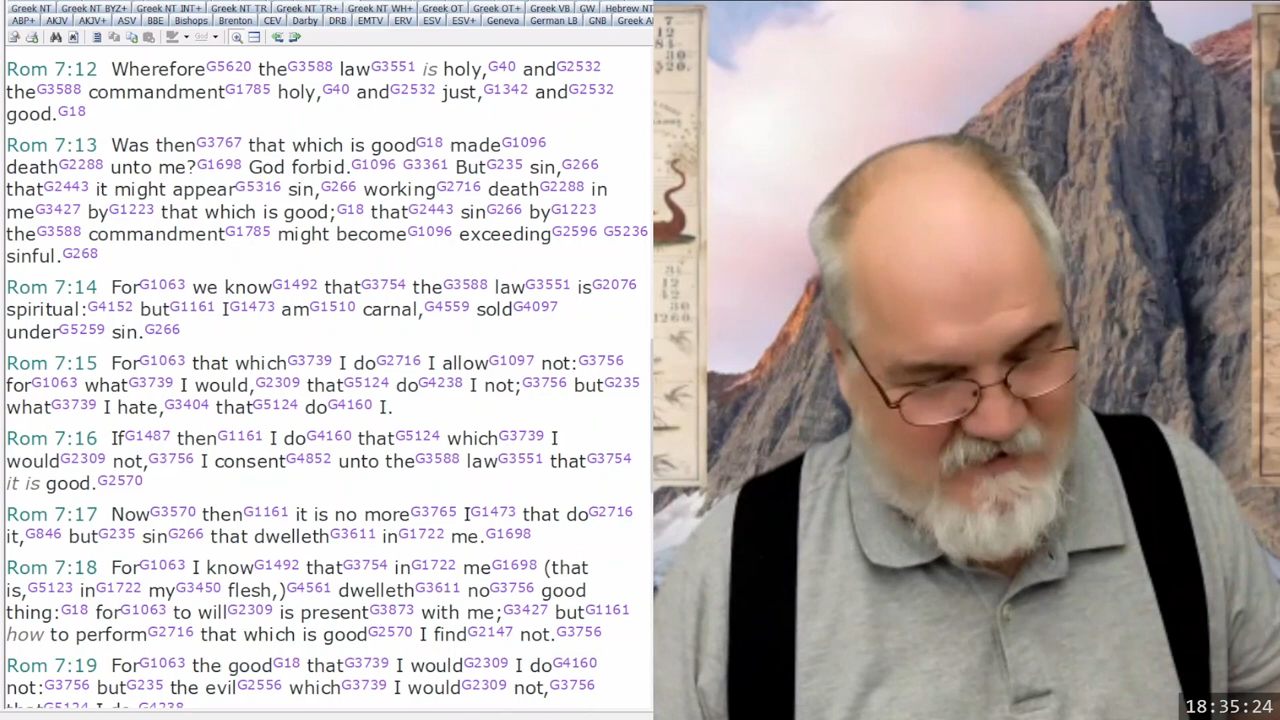 Greek NT Greek NT BYZ+ Greek NT INT+ Greek NT TR Greek NT TR+ Greek NT WH+ Greek OT Greek OT+ Greek VB GW Hebrew NT
ABP+ AKJV AKJV+ ASV BBE Bishops Brenton CEV Darby DRB EMTV ERV ESV ESV+ Geneva German LB GNB Greek
Rom 7:12 WhereforeG5620 theG3588 lawG3551 is holy,G40 andG2532
theG3588 commandmentG1785 holy,G40 andG2532 just,G1342 andG2532
good.G18
Rom 7:13 Was thenG3767 that which is goodG18 madeG1096
deathG2288 unto me?G1698 God forbid.G1096 G3361 ButG235 sin,G266
thatG2443 it might appearG5316 sin,G266 workingG2716 deathG2288 in
meG3427 byG1223 that which is good;G18 thatG2443 sinG266 byG1223
theG3588 commandmentG1785 might becomeG1096 exceedingG2596 G5236
sinful.G268
Rom 7:14 ForG1063 we knowG1492 thatG3754 theG3588 lawG3551 isG2076
spiritual:G4152 butG1161 IG1473 amG1510 carnal,G4559 soldG4097
underG5259 sin.G266
Rom 7:15 ForG1063 that whichG3739 I doG2716 I allowG1097 not:G3756
forG1063 whatG3739 I would,G2309 thatG5124 doG4238 I not;G3756 butG235
whatG3739 I hate,G3404 thatG5124 doG4160 I.
Rom 7:16 IfG1487 thenG1161 I doG4160 thatG5124 whichG3739 I
wouldG2309 not,G3756 I consentG4852 unto theG3588 lawG3551 thatG3754
it is good.G2570
Rom 7:17 NowG3570 thenG1161 it is no moreG3765 IG1473 that doG2716
it,G846 butG235 sinG266 that dwellethG3611 inG1722 me.G1698
Rom 7:18 ForG1063 I knowG1492 thatG3754 inG1722 meG1698 (that
is,G5123 inG1722 myG3450 flesh,)G4561 dwellethG3611 noG3756 good
thing:G18 forG1063 to willG2309 is presentG3873 with me;G3427 butG1161
how to performG2716 that which is goodG2570 I findG2147 not.G3756
Rom 7:19 ForG1063 the goodG18 thatG3739 I wouldG2309 I doG4160
not:G3756 butG235 the evilG2556 whichG3739 I wouldG2309 not,G3756
18:35:24